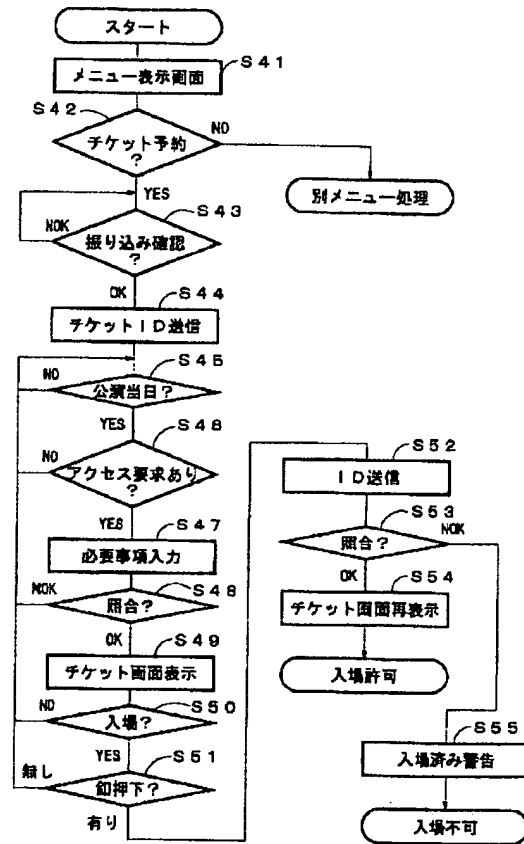 スタート
メニュー表示画面
S41
S42
チケット予約
?
NO
別メニュー処理
YES
S43
NOK
振り込み確認
?
OK
S44
チケットID送信
S45
NO
公演当日?
YES
S48
NO
アクセス要求あり
?
YES
S47
必要事項入力
NOK
照合?
S48
OK
S49
チケット画面表示
NO
入場?
S50
YES
S51
無し
釦押下?
有り
S52
ID送信
S53
照合?
NOK
OK
S54
チケット画面再表示
入場許可
S55
入場済み警告
入場不可